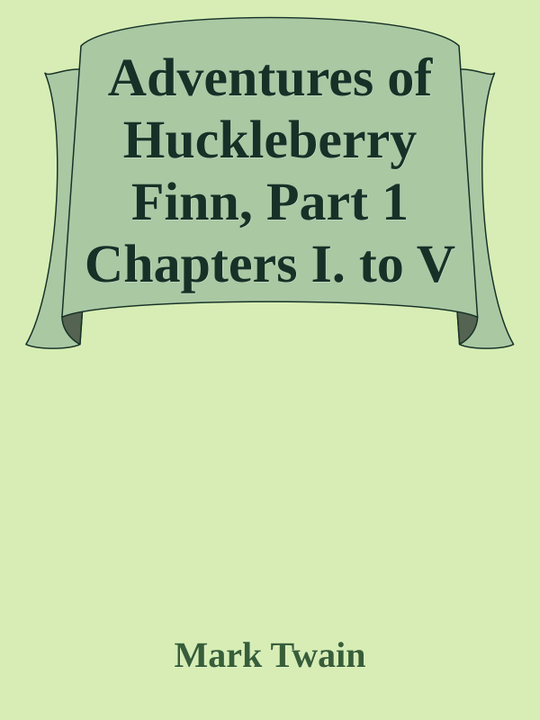 Adventures of
Huckleberry
Finn, Part 1
Chapters I. to V
Mark Twain